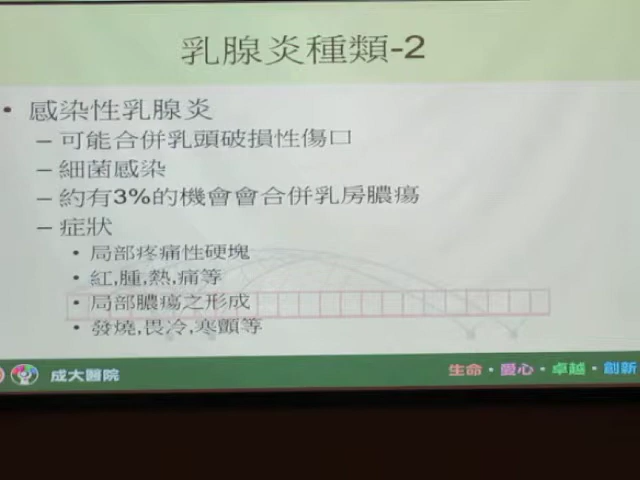 乳腺炎種類-2
• 感染性乳腺炎
– 可能合併乳頭破損性傷口
– 細菌感染
– 約有3%的機會會合併乳房膿瘍
– 症狀
• 局部疼痛性硬塊
• 紅,腫,熱,痛等
• 局部膿瘍之形成
• 發燒,畏冷,寒顫等
成大醫院
生命・愛心・卓越・創新